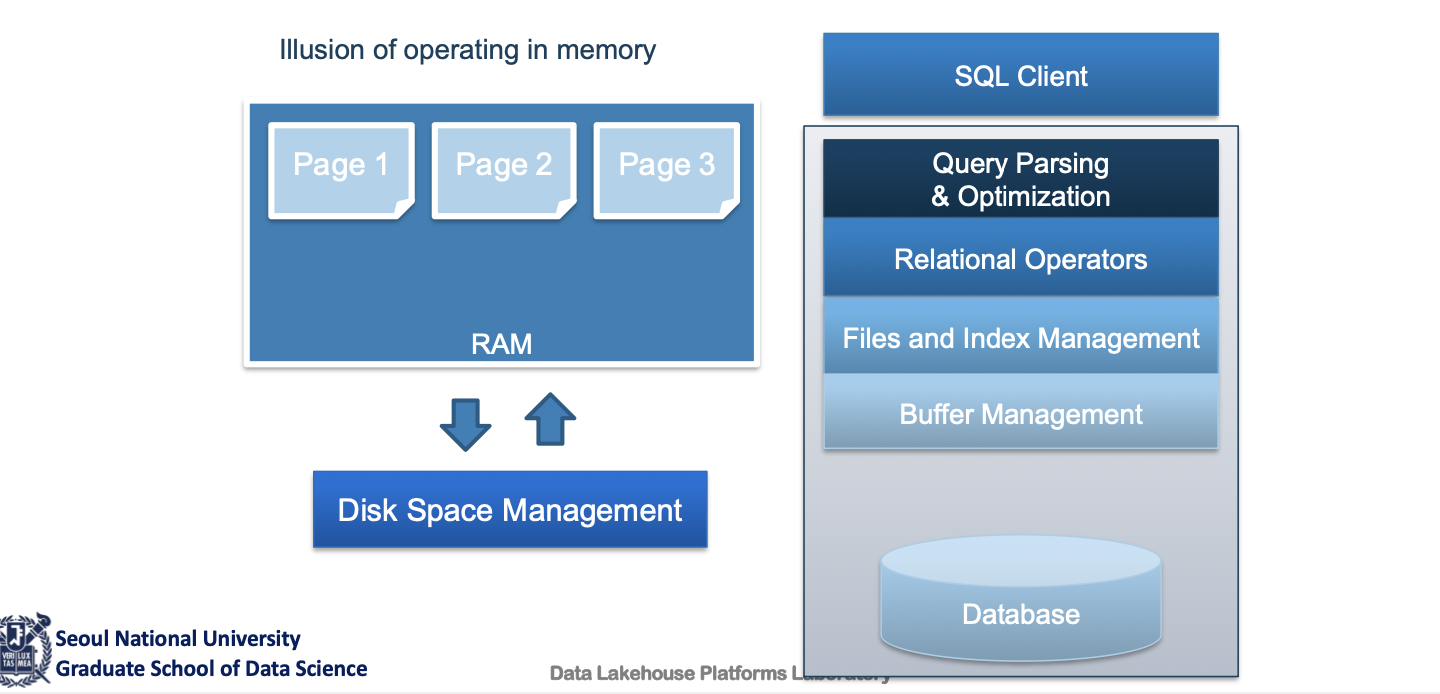 Illusion of operating in memory
Page 1
Page 2
Page 3
RAM
Disk Space Management
SQL Client
Query Parsing
& Optimization
Relational Operators
Files and Index Management
Buffer Management
Database
VERI LUX
TAS MEA
Seoul National University
Graduate School of Data Science
Data Lakehouse Platforms Laboratory